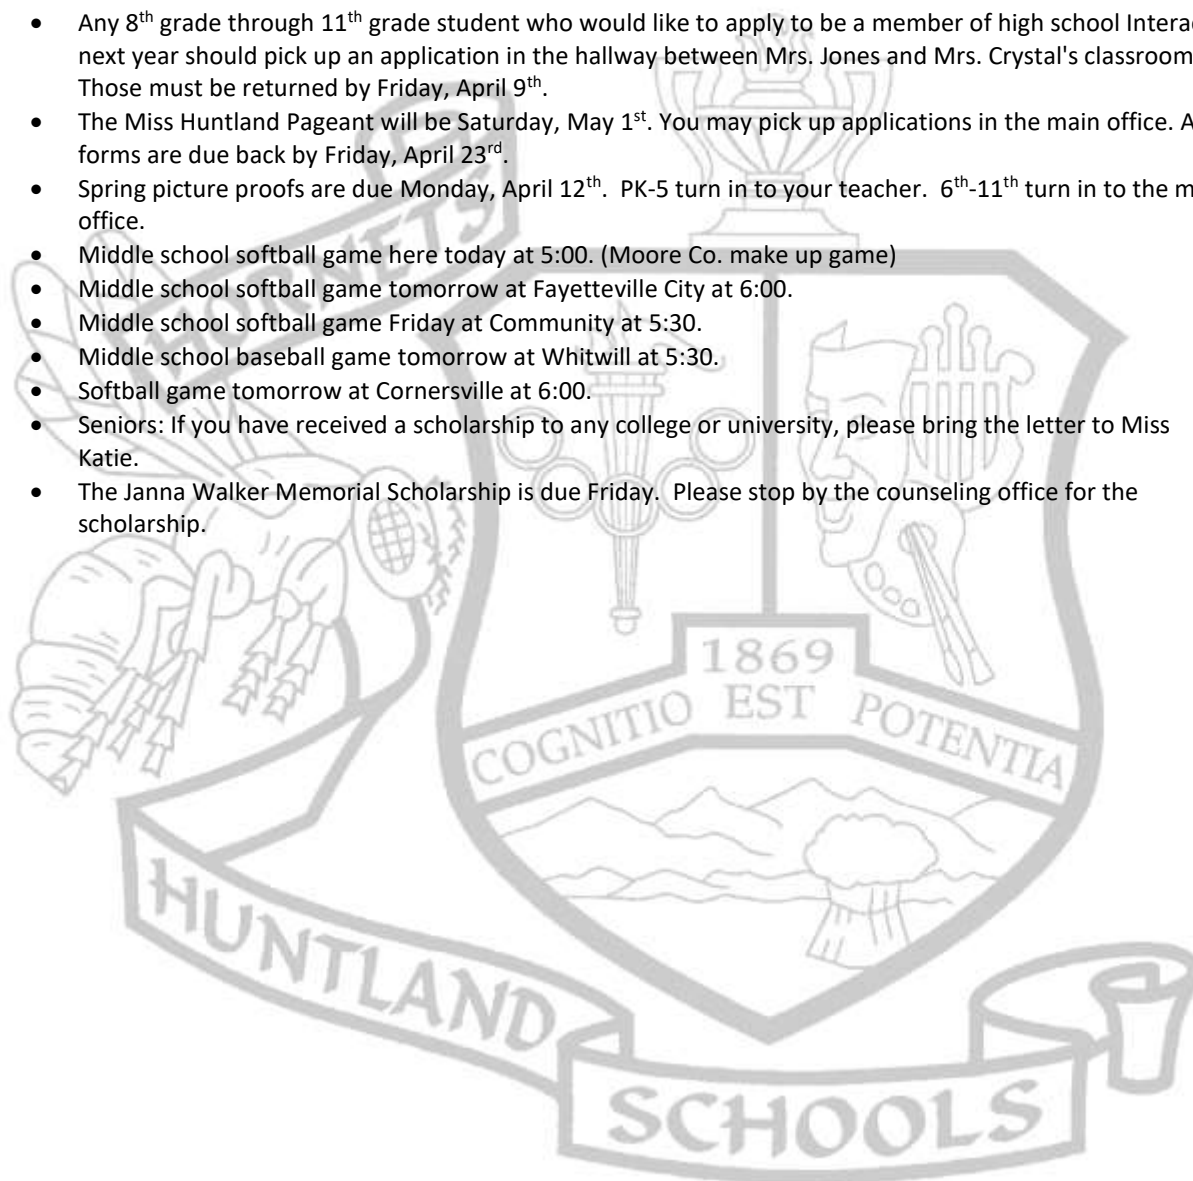 • Any 8th grade through 11th grade student who would like to apply to be a member of high school
next year should pick up an application in the hallway between Mrs. Jones and Mrs. Crystal's
Those must be returned by Friday, April 9th.
• The Miss Huntland Pageant will be Saturday, May 1st. You may pick up applications in the main office.
forms are due back by Friday, April 23rd.
• Spring picture proofs are due Monday, April 12th.  PK-5 turn in to your teacher.  6th-11th turn in to the
office.
• Middle school softball game here today at 5:00. (Moore Co. make up game)
• Middle school softball game tomorrow at Fayetteville City at 6:00.
• Middle school softball game Friday at Community at 5:30.
• Middle school baseball game tomorrow at Whitwill at 5:30.
• Softball game tomorrow at Cornersville at 6:00.
• Seniors: If you have received a scholarship to any college or university, please bring the letter to Miss
Katie.
• The Janna Walker Memorial Scholarship is due Friday.  Please stop by the counseling office for the
scholarship.
HORNETS
1869
COGNITIO EST POTENTIA
HUNTLAND
SCHOOLS